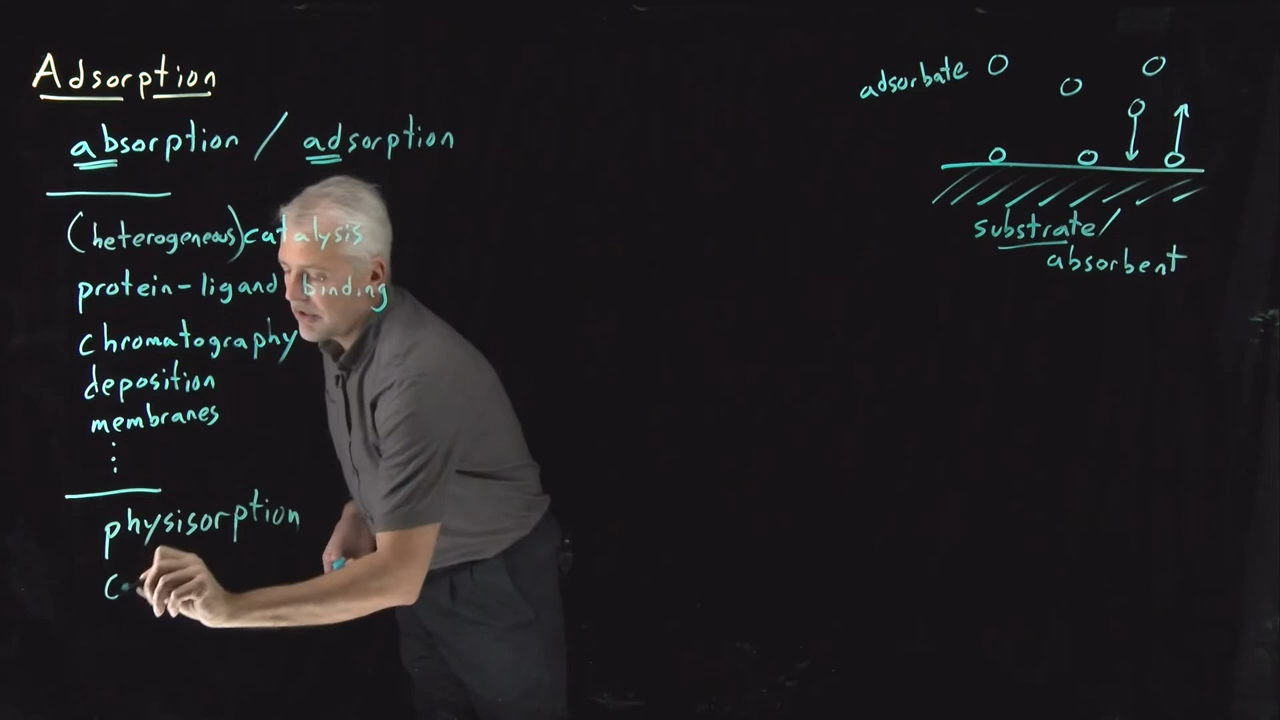 Adsorption
absorption / adsorption
(heterogeneous) catalysis
protein-ligand binding
chromatography
deposition
membranes
⋮
physisorption
c
adsorbate
substrate/
absorbent